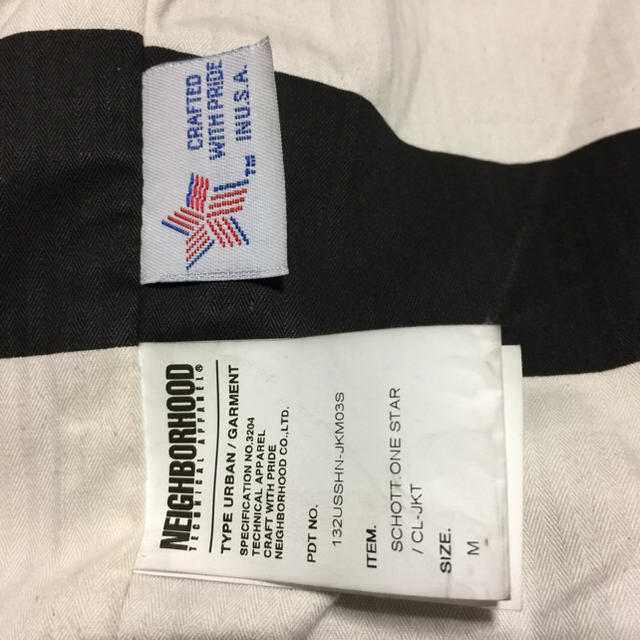 CRAFTED
WITH PRIDE
IN U.S.A.
TM
NEIGHBORHOOD
TECHNICAL APPAREL®
TYPE URBAN / GARMENT
SPECIFICATION NO.3204
TECHNICAL APPAREL
CRAFT WITH PRIDE
NEIGHBORHOOD CO.,LTD.
PDT NO.
132USSHN-JKM03S
ITEM.
SCHOTT.ONE STAR
/ CL-JKT
SIZE.
M